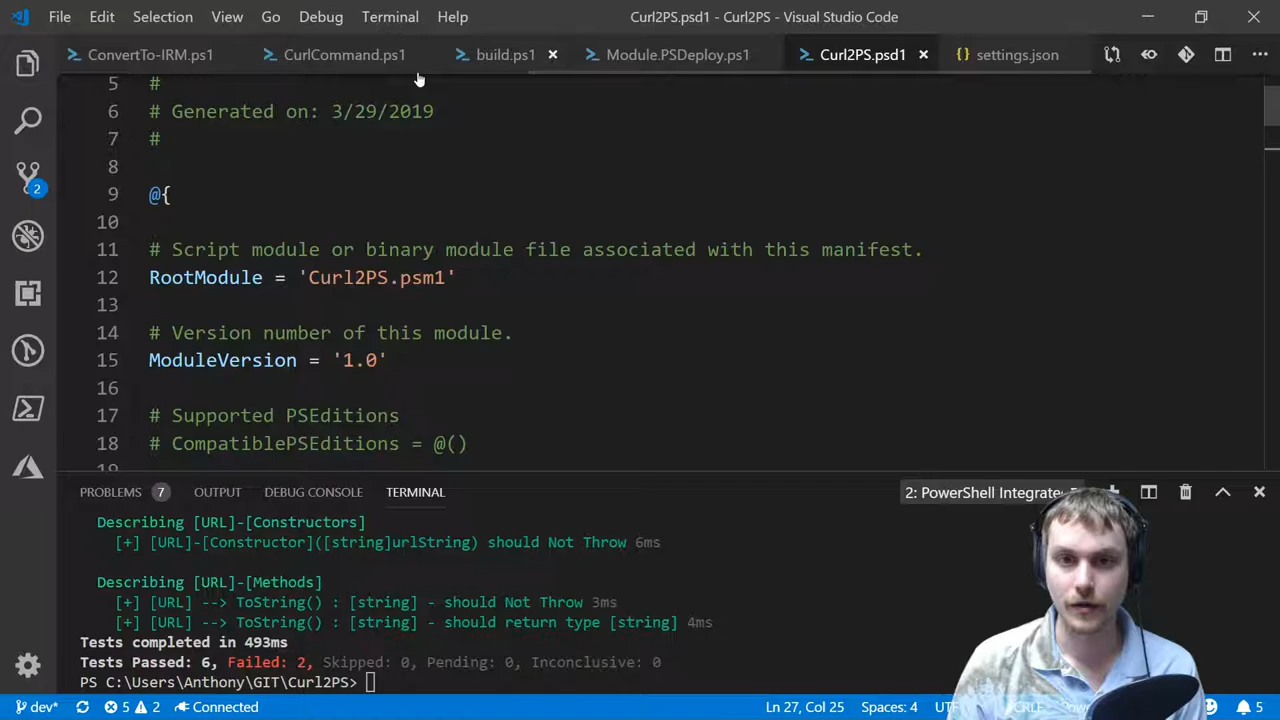 File Edit Selection View Go Debug Terminal Help Curl2PS.psd1 - Curl2PS - Visual Studio Code
ConvertTo-IRM.ps1 CurlCommand.ps1 build.ps1 Module.PSDeploy.ps1 Curl2PS.psd1 settings.json
5 #
6 # Generated on: 3/29/2019
7 #
8
9 @{
10
11 # Script module or binary module file associated with this manifest.
12 RootModule = 'Curl2PS.psm1'
13
14 # Version number of this module.
15 ModuleVersion = '1.0'
16
17 # Supported PSEditions
18 # CompatiblePSEditions = @()
2
PROBLEMS 7 OUTPUT DEBUG CONSOLE TERMINAL 2: PowerShell Integrate
Describing [URL]-[Constructors]
[+] [URL]-[Constructor]([string]urlString) should Not Throw 6ms
Describing [URL]-[Methods]
[+] [URL] --> ToString() : [string] - should Not Throw 3ms
[+] [URL] --> ToString() : [string] - should return type [string] 4ms
Tests completed in 493ms
Tests Passed: 6, Failed: 2, Skipped: 0, Pending: 0, Inconclusive: 0
PS C:\Users\Anthony\GIT\Curl2PS>
dev* 5 2 Connected Ln 27, Col 25 Spaces: 4 5